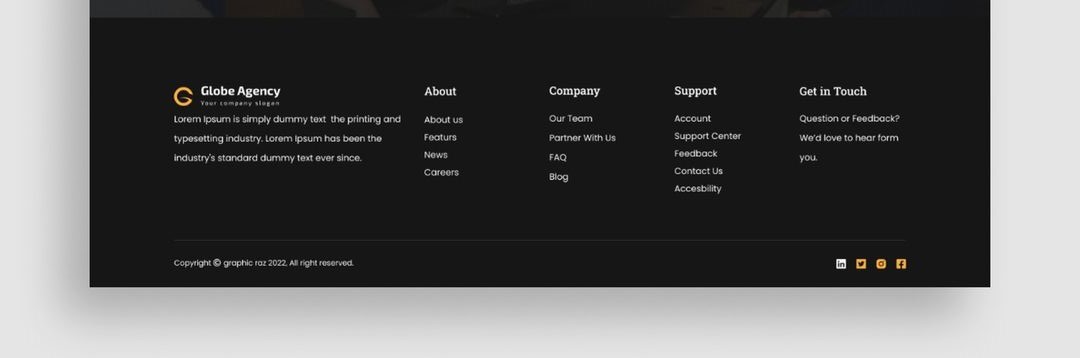 Globe Agency
Your company slogan
Lorem Ipsum is simply dummy text the printing and
typesetting industry. Lorem Ipsum has been the
industry's standard dummy text ever since.
About
About us
Featurs
News
Careers
Company
Our Team
Partner With Us
FAQ
Blog
Support
Account
Support Center
Feedback
Contact Us
Accesbility
Get in Touch
Question or Feedback?
We'd love to hear form
you.
Copyright © graphic raz 2022, All right reserved.